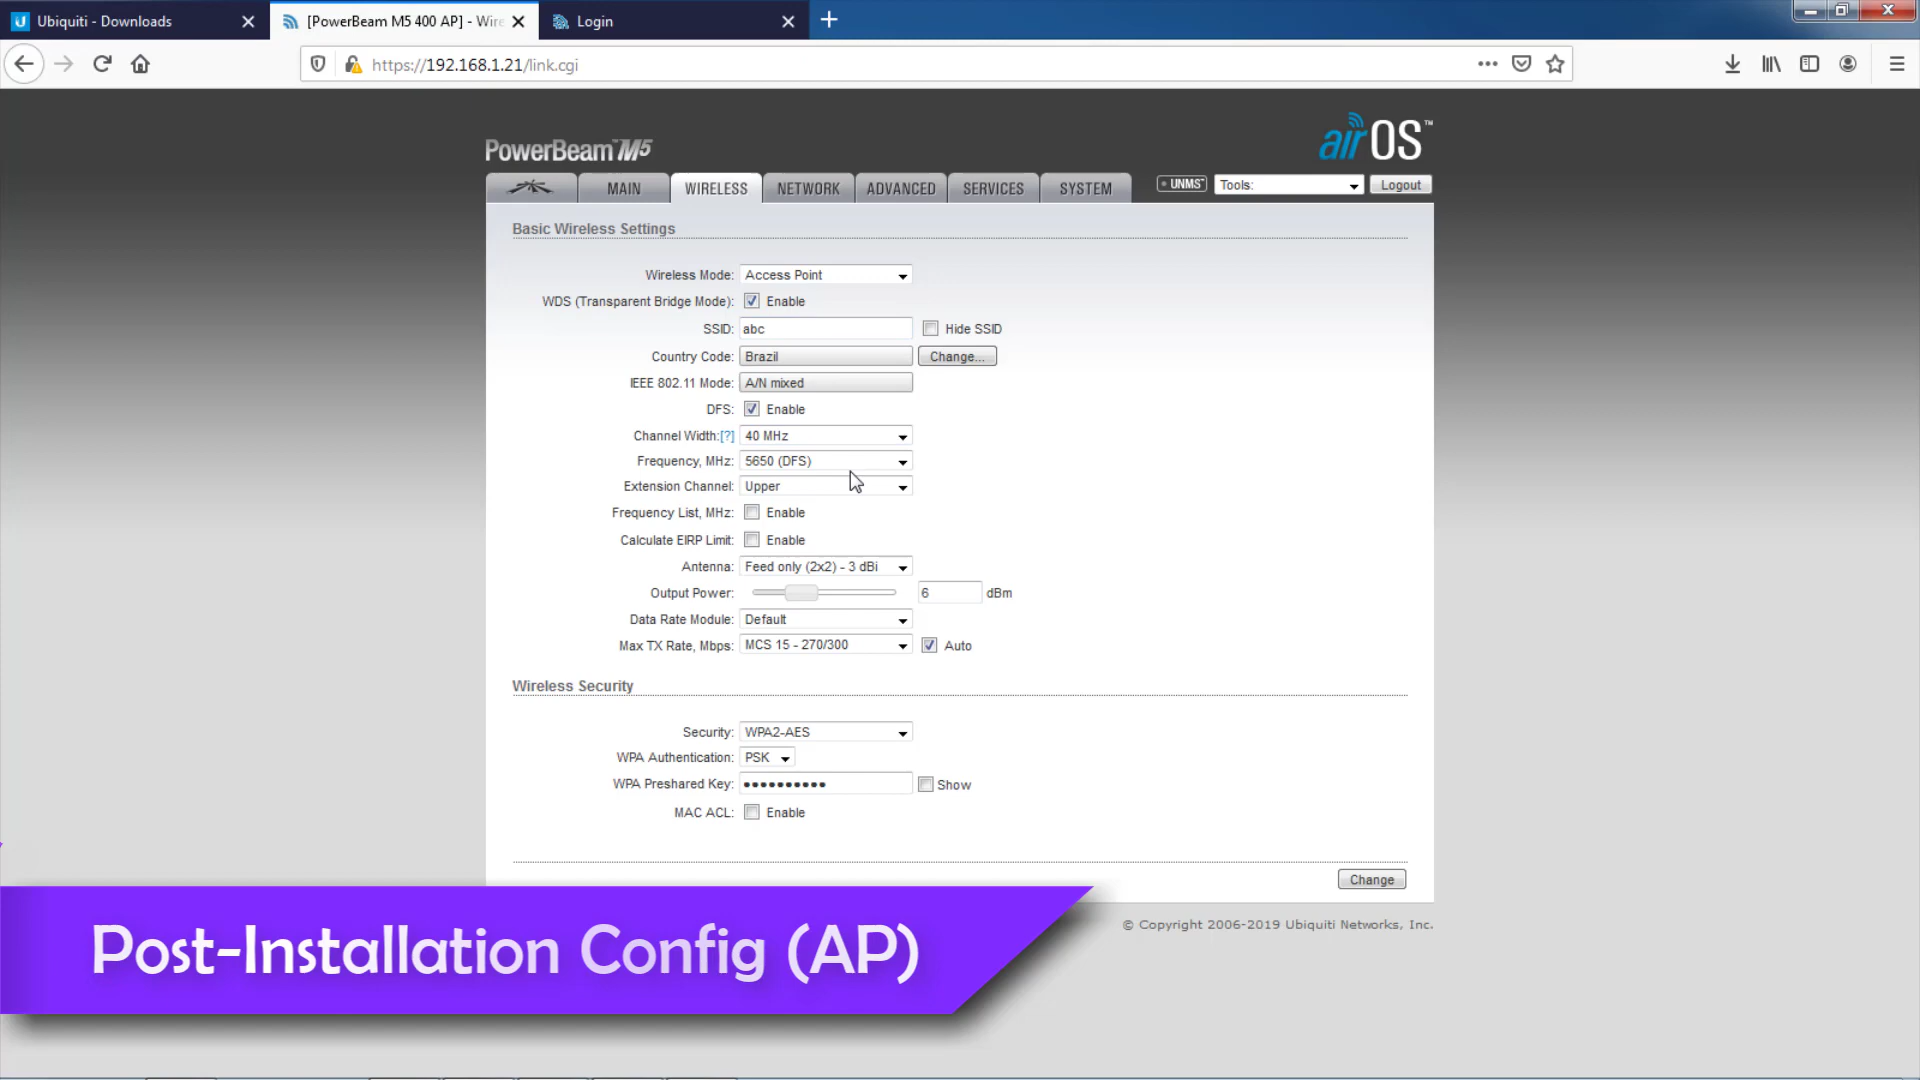 Ubiquiti - Downloads
[PowerBeam M5 400 AP] - Wire
Login
https://192.168.1.21/link.cgi
PowerBeam™ M5
airOS™
MAIN
WIRELESS
NETWORK
ADVANCED
SERVICES
SYSTEM
UNMS™
Tools:
Logout
Basic Wireless Settings
Wireless Mode: Access Point
WDS (Transparent Bridge Mode): Enable
SSID: abc Hide SSID
Country Code: Brazil Change...
IEEE 802.11 Mode: A/N mixed
DFS: Enable
Channel Width:[?] 40 MHz
Frequency, MHz: 5650 (DFS)
Extension Channel: Upper
Frequency List, MHz: Enable
Calculate EIRP Limit: Enable
Antenna: Feed only (2x2) - 3 dBi
Output Power: 6 dBm
Data Rate Module: Default
Max TX Rate, Mbps: MCS 15 - 270/300 Auto
Wireless Security
Security: WPA2-AES
WPA Authentication: PSK
WPA Preshared Key: •••••••••• Show
MAC ACL: Enable
Change
© Copyright 2006-2019 Ubiquiti Networks, Inc.
Post-Installation Config (AP)